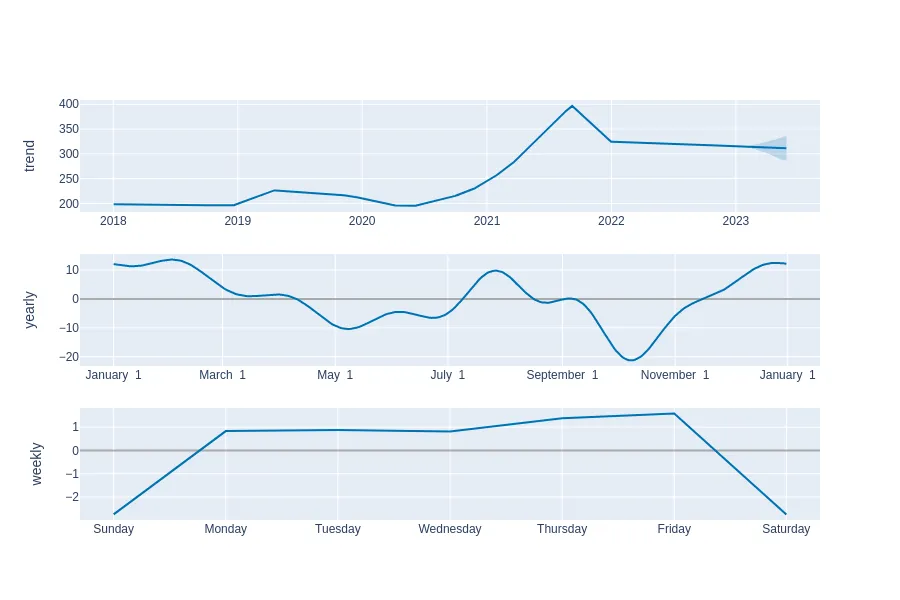 trend
400
350
300
250
200
2018 2019 2020 2021 2022 2023
yearly
10
0
−10
−20
January 1 March 1 May 1 July 1 September 1 November 1 January 1
weekly
1
0
−1
−2
Sunday Monday Tuesday Wednesday Thursday Friday Saturday